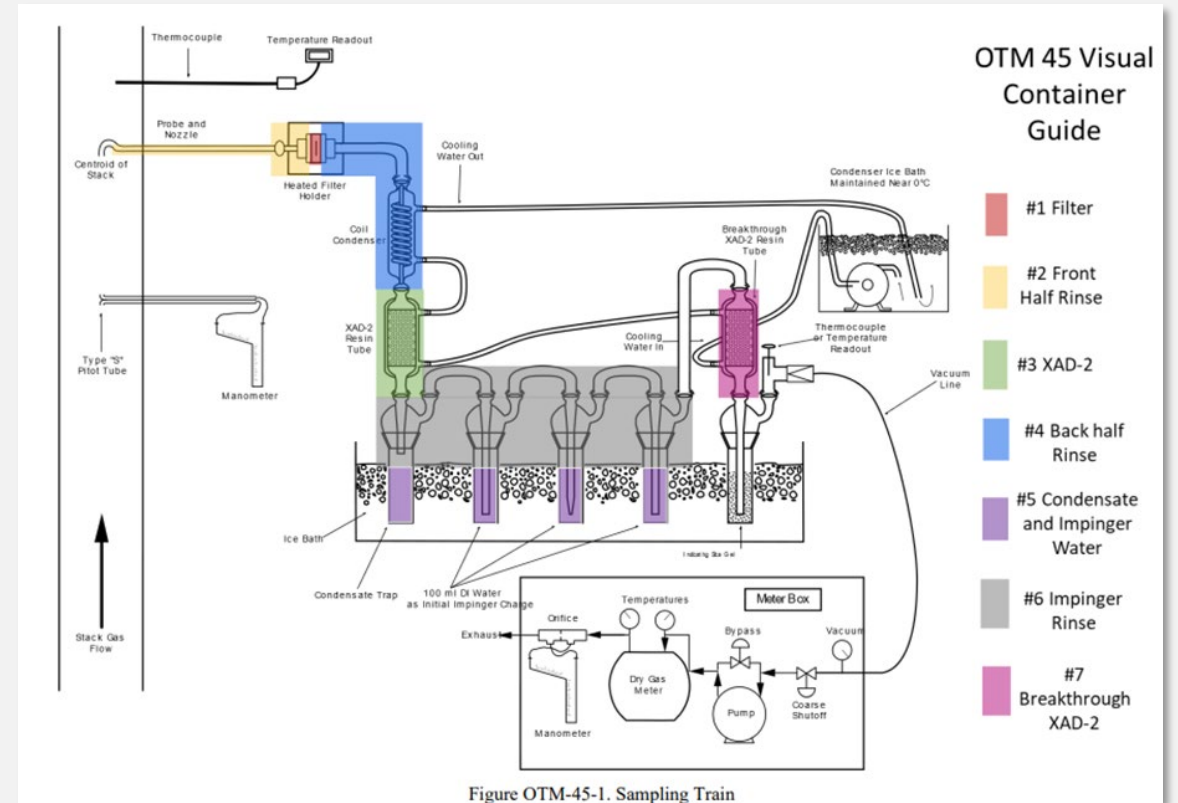 Thermocouple
Temperature Readout
OTM 45 Visual
Container
Guide
Probe and
Nozzle
Centroid of
Stack
Heated Filter
Holder
Cooling
Water Out
Condenser Ice Bath
Maintained Near 0°C
#1 Filter
Coil
Condenser
Breakthrough
XAD-2 Resin
Tube
#2 Front
Half Rinse
XAD-2
Resin
Tube
Cooling
Water In
Thermocouple
or Temperature
Readout
#3 XAD-2
Type "S"
Pitot Tube
Manometer
Vacuum
Line
#4 Back half
Rinse
#5 Condensate
and Impinger
Water
Ice Bath
Condensate Trap
100 ml DI Water
as Initial Impinger Charge
#6 Impinger
Rinse
Stack Gas
Flow
Meter Box
Temperatures
Orifice
Exhaust
Bypass
Vacuum
Dry Gas
Meter
Pump
Coarse
Shutoff
Manometer
#7
Breakthrough
XAD-2
Figure OTM-45-1. Sampling Train